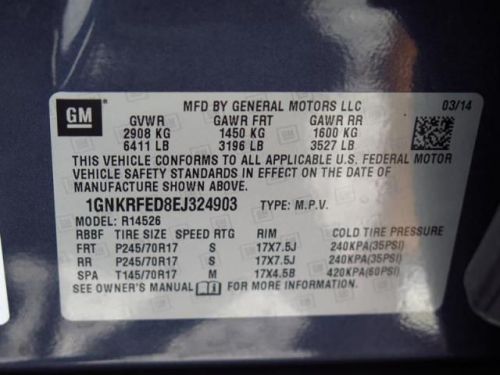 GM
MFD BY GENERAL MOTORS LLC 03/14
GVWR GAWR FRT GAWR RR
2908 KG 1450 KG 1600 KG
6411 LB 3196 LB 3527 LB
THIS VEHICLE CONFORMS TO ALL APPLICABLE U.S. FEDERAL MOTOR
VEHICLE SAFETY STANDARDS IN EFFECT ON THE DATE OF
MANUFACTURE SHOWN ABOVE.
1GNKRFED8EJ324903 TYPE: M.P.V.
MODEL: R14526
RBBF TIRE SIZE SPEED RTG RIM COLD TIRE PRESSURE
FRT P245/70R17 S 17X7.5J 240KPA(35PSI)
RR P245/70R17 S 17X7.5J 240KPA(35PSI)
SPA T145/70R17 M 17X4.5B 420KPA(60PSI)
SEE OWNER'S MANUAL FOR MORE INFORMATION.